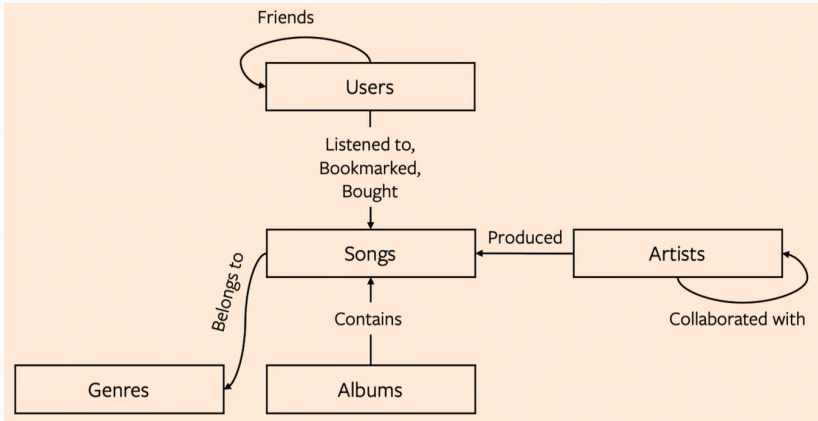 Friends
Users
Listened to,
Bookmarked,
Bought
Songs
Produced
Artists
Belongs to
Contains
Collaborated with
Genres
Albums